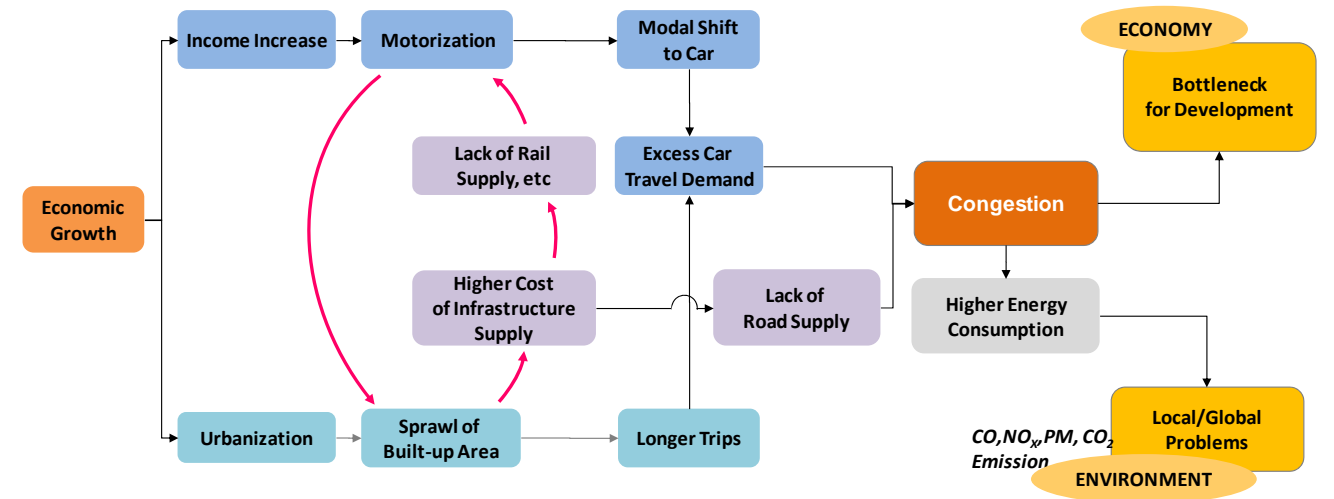 Income Increase
Motorization
Modal Shift
to Car
ECONOMY
Bottleneck
for Development
Lack of Rail
Supply, etc
Excess Car
Travel Demand
Economic
Growth
Congestion
Higher Cost
of Infrastructure
Supply
Lack of
Road Supply
Higher Energy
Consumption
Urbanization
Sprawl of
Built-up Area
Longer Trips
CO,NOX,PM, CO2
Emission
Local/Global
Problems
ENVIRONMENT